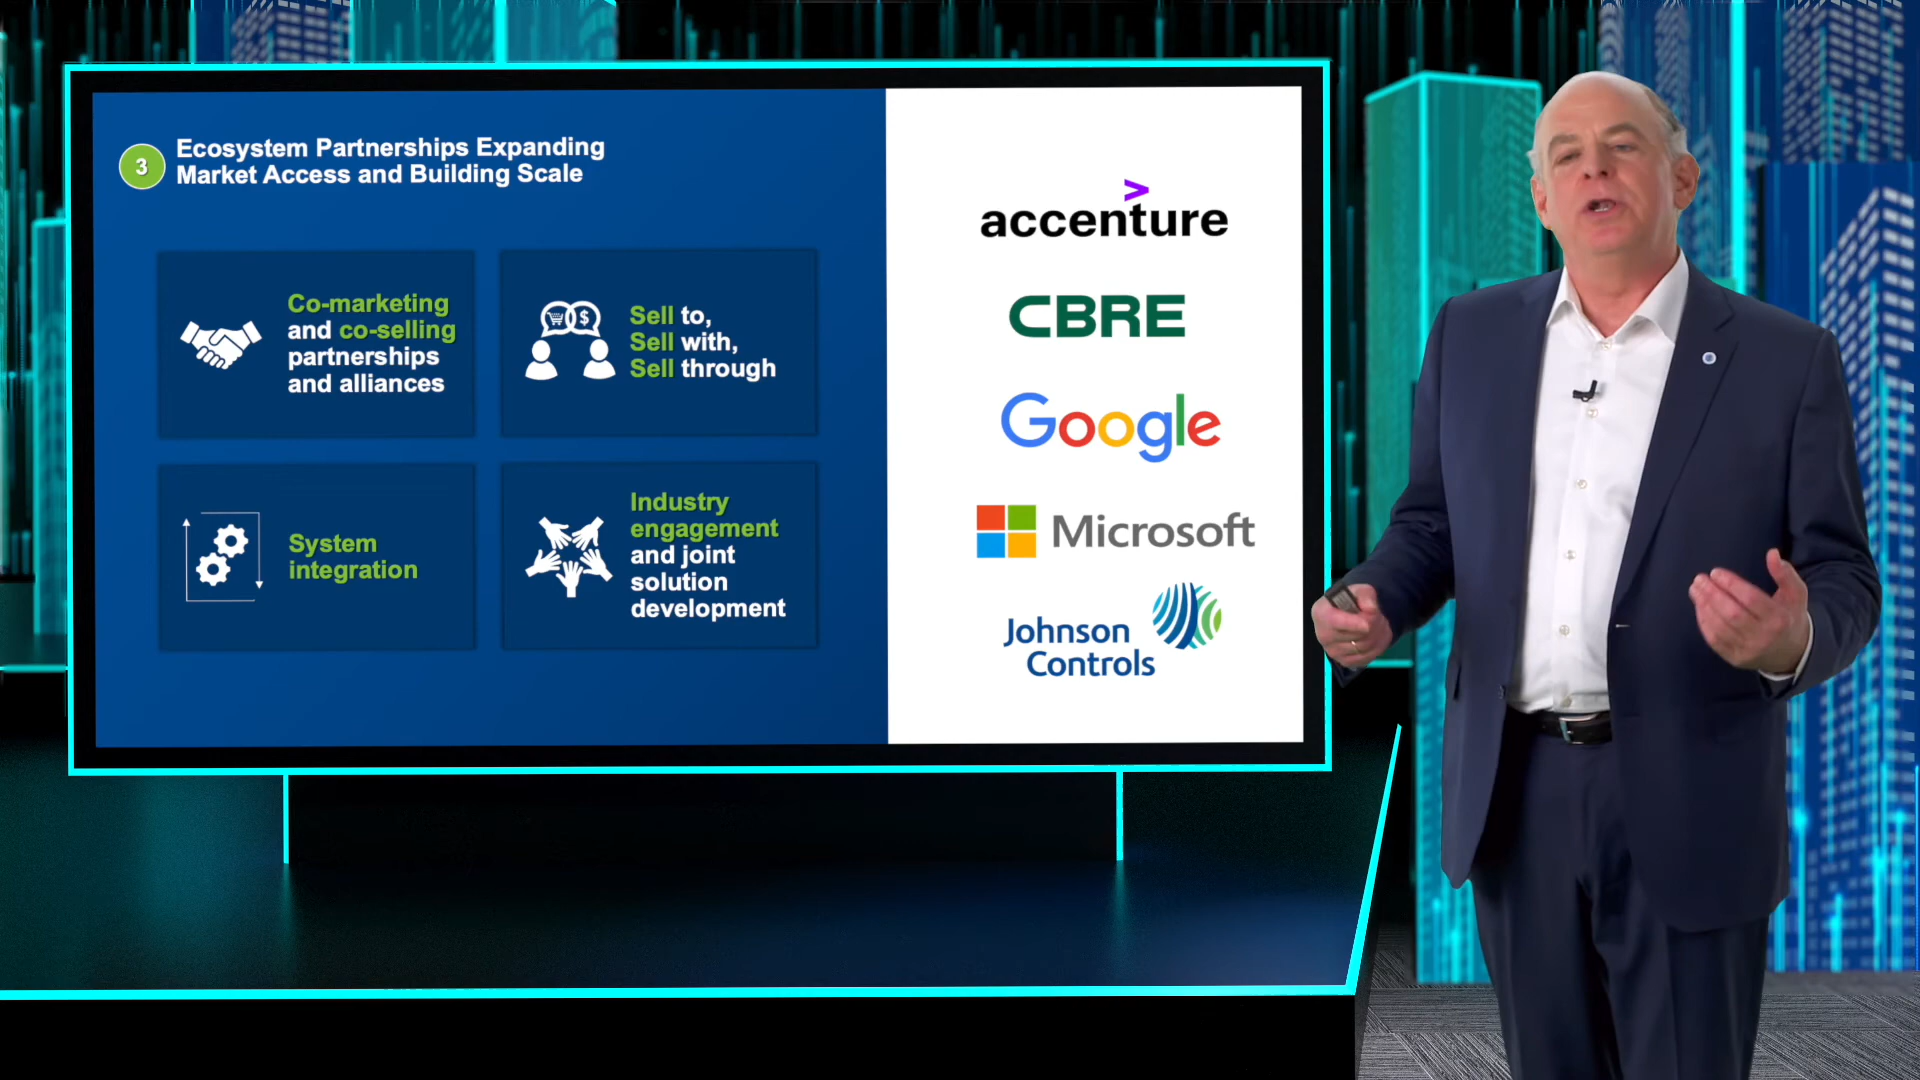 3
Ecosystem Partnerships Expanding
Market Access and Building Scale
Co-marketing
and co-selling
partnerships
and alliances
$
Sell to,
Sell with,
Sell through
System
integration
Industry
engagement
and joint
solution
development
accenture
CBRE
Google
Microsoft
Johnson
Controls